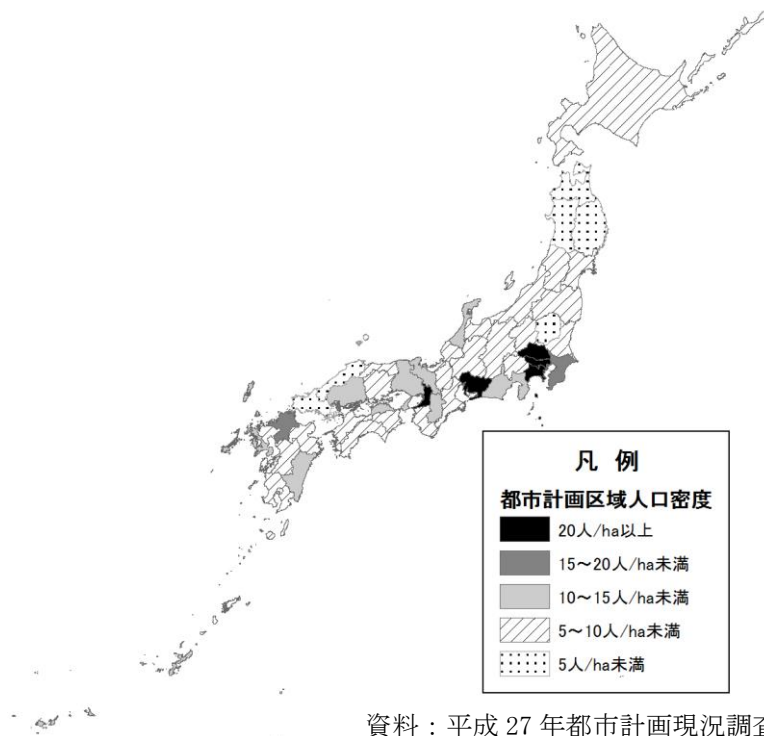 凡 例
都市計画区域人口密度
20人/ha以上
15～20人/ha未満
10～15人/ha未満
5～10人/ha未満
5人/ha未満
資料：平成 27 年都市計画現況調査